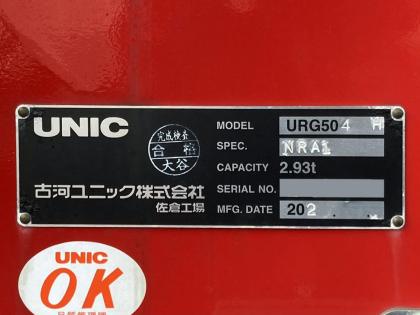 UNIC
完成検査
合格
大谷
古河ユニック株式会社
佐倉工場
MODEL URG504 H
SPEC. NRA1
CAPACITY 2.93t
SERIAL NO.
MFG. DATE 202
UNIC
OK